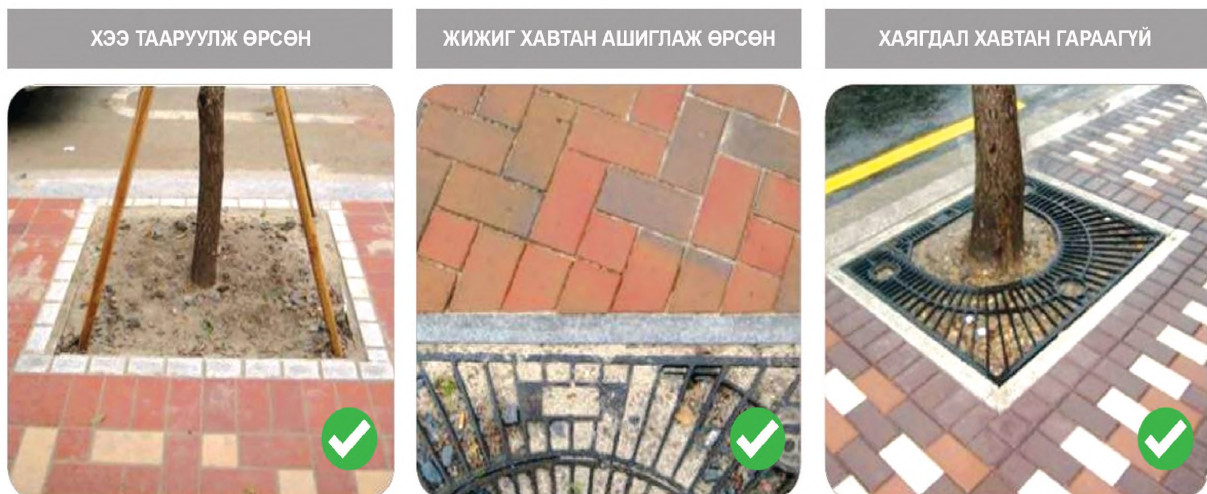 ХЭЭ ТААРУУЛЖ ӨРСӨН
ЖИЖИГ ХАВТАН АШИГЛАЖ ӨРСӨН
ХАЯГДАЛ ХАВТАН ГАРААГҮЙ